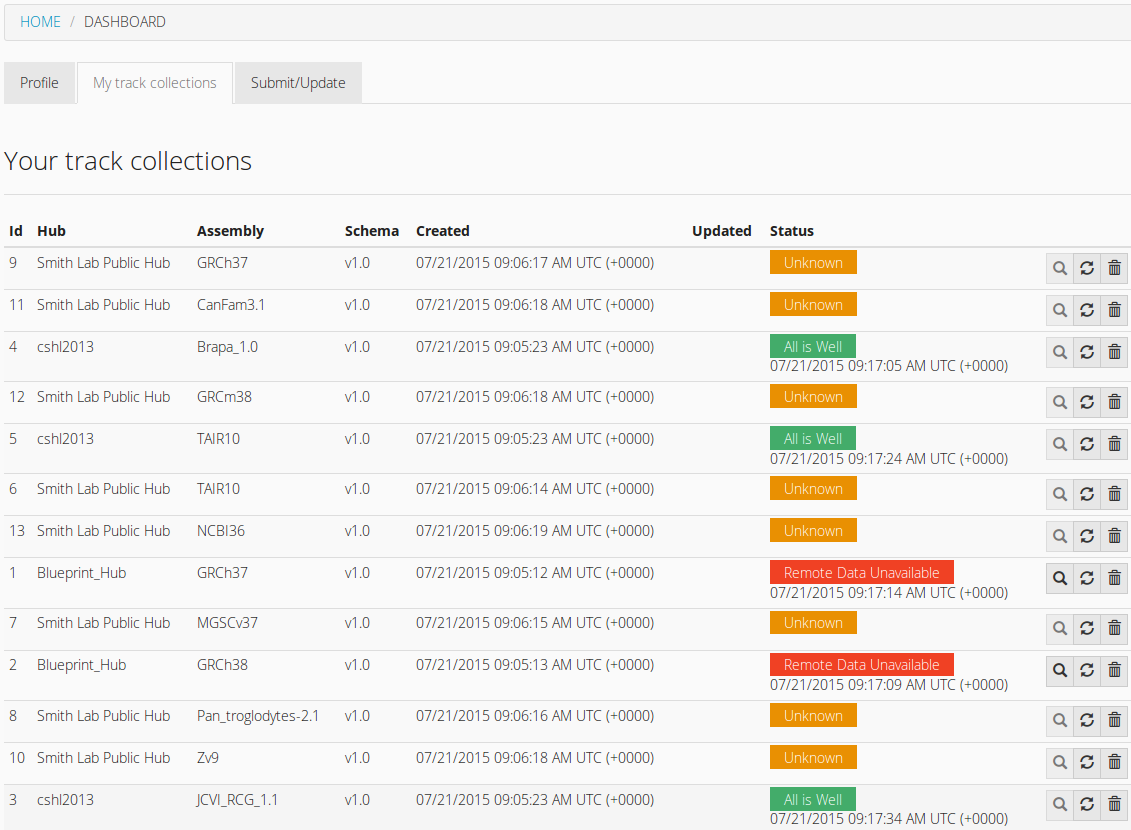 HOME / DASHBOARD
Profile My track collections Submit/Update
Your track collections
Id Hub Assembly Schema Created Updated Status
9 Smith Lab Public Hub GRCh37 v1.0 07/21/2015 09:06:17 AM UTC (+0000) Unknown
11 Smith Lab Public Hub CanFam3.1 v1.0 07/21/2015 09:06:18 AM UTC (+0000) Unknown
4 cshl2013 Brapa_1.0 v1.0 07/21/2015 09:05:23 AM UTC (+0000) All is Well
07/21/2015 09:17:05 AM UTC (+0000)
12 Smith Lab Public Hub GRCm38 v1.0 07/21/2015 09:06:18 AM UTC (+0000) Unknown
5 cshl2013 TAIR10 v1.0 07/21/2015 09:05:23 AM UTC (+0000) All is Well
07/21/2015 09:17:24 AM UTC (+0000)
6 Smith Lab Public Hub TAIR10 v1.0 07/21/2015 09:06:14 AM UTC (+0000) Unknown
13 Smith Lab Public Hub NCBI36 v1.0 07/21/2015 09:06:19 AM UTC (+0000) Unknown
1 Blueprint_Hub GRCh37 v1.0 07/21/2015 09:05:12 AM UTC (+0000) Remote Data Unavailable
07/21/2015 09:17:14 AM UTC (+0000)
7 Smith Lab Public Hub MGSCv37 v1.0 07/21/2015 09:06:15 AM UTC (+0000) Unknown
2 Blueprint_Hub GRCh38 v1.0 07/21/2015 09:05:13 AM UTC (+0000) Remote Data Unavailable
07/21/2015 09:17:09 AM UTC (+0000)
8 Smith Lab Public Hub Pan_troglodytes-2.1 v1.0 07/21/2015 09:06:16 AM UTC (+0000) Unknown
10 Smith Lab Public Hub Zv9 v1.0 07/21/2015 09:06:18 AM UTC (+0000) Unknown
3 cshl2013 JCVI_RCG_1.1 v1.0 07/21/2015 09:05:23 AM UTC (+0000) All is Well
07/21/2015 09:17:34 AM UTC (+0000)